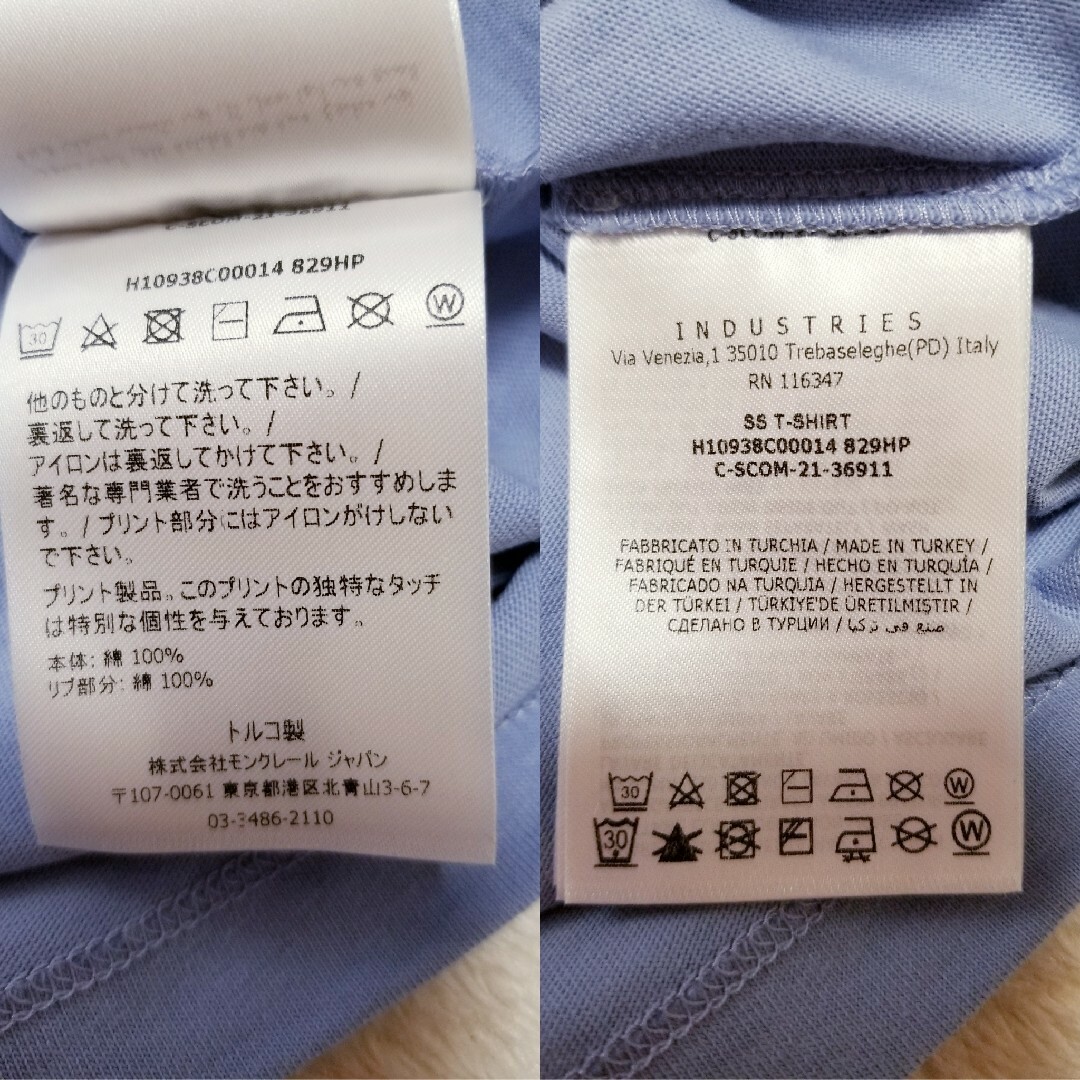 C-SCOM-21-36911
H10938C00014 829HP
30
W
他のものと分けて洗って下さい。/
裏返して洗って下さい。/
アイロンは裏返してかけて下さい。/
著名な専門業者で洗うことをおすすめしま
す。/ プリント部分にはアイロンがけしない
で下さい。
プリント製品。このプリントの独特なタッチ
は特別な個性を与えております。
本体: 綿 100%
リブ部分: 綿 100%
トルコ製
株式会社モンクレール ジャパン
〒107-0061 東京都港区北青山3-6-7
03-3486-2110
INDUSTRIES
Via Venezia,1 35010 Trebaseleghe(PD) Italy
RN 116347
SS T-SHIRT
H10938C00014 829HP
C-SCOM-21-36911
FABBRICATO IN TURCHIA / MADE IN TURKEY /
FABRIQUÉ EN TURQUIE / HECHO EN TURQUÍA /
FABRICADO NA TURQUIA / HERGESTELLT IN
DER TÜRKEI / TÜRKIYE'DE ÜRETILMIŞTIR /
СДЕЛАНО В ТУРЦИИ / صنع في تركيا
30
W
30
W